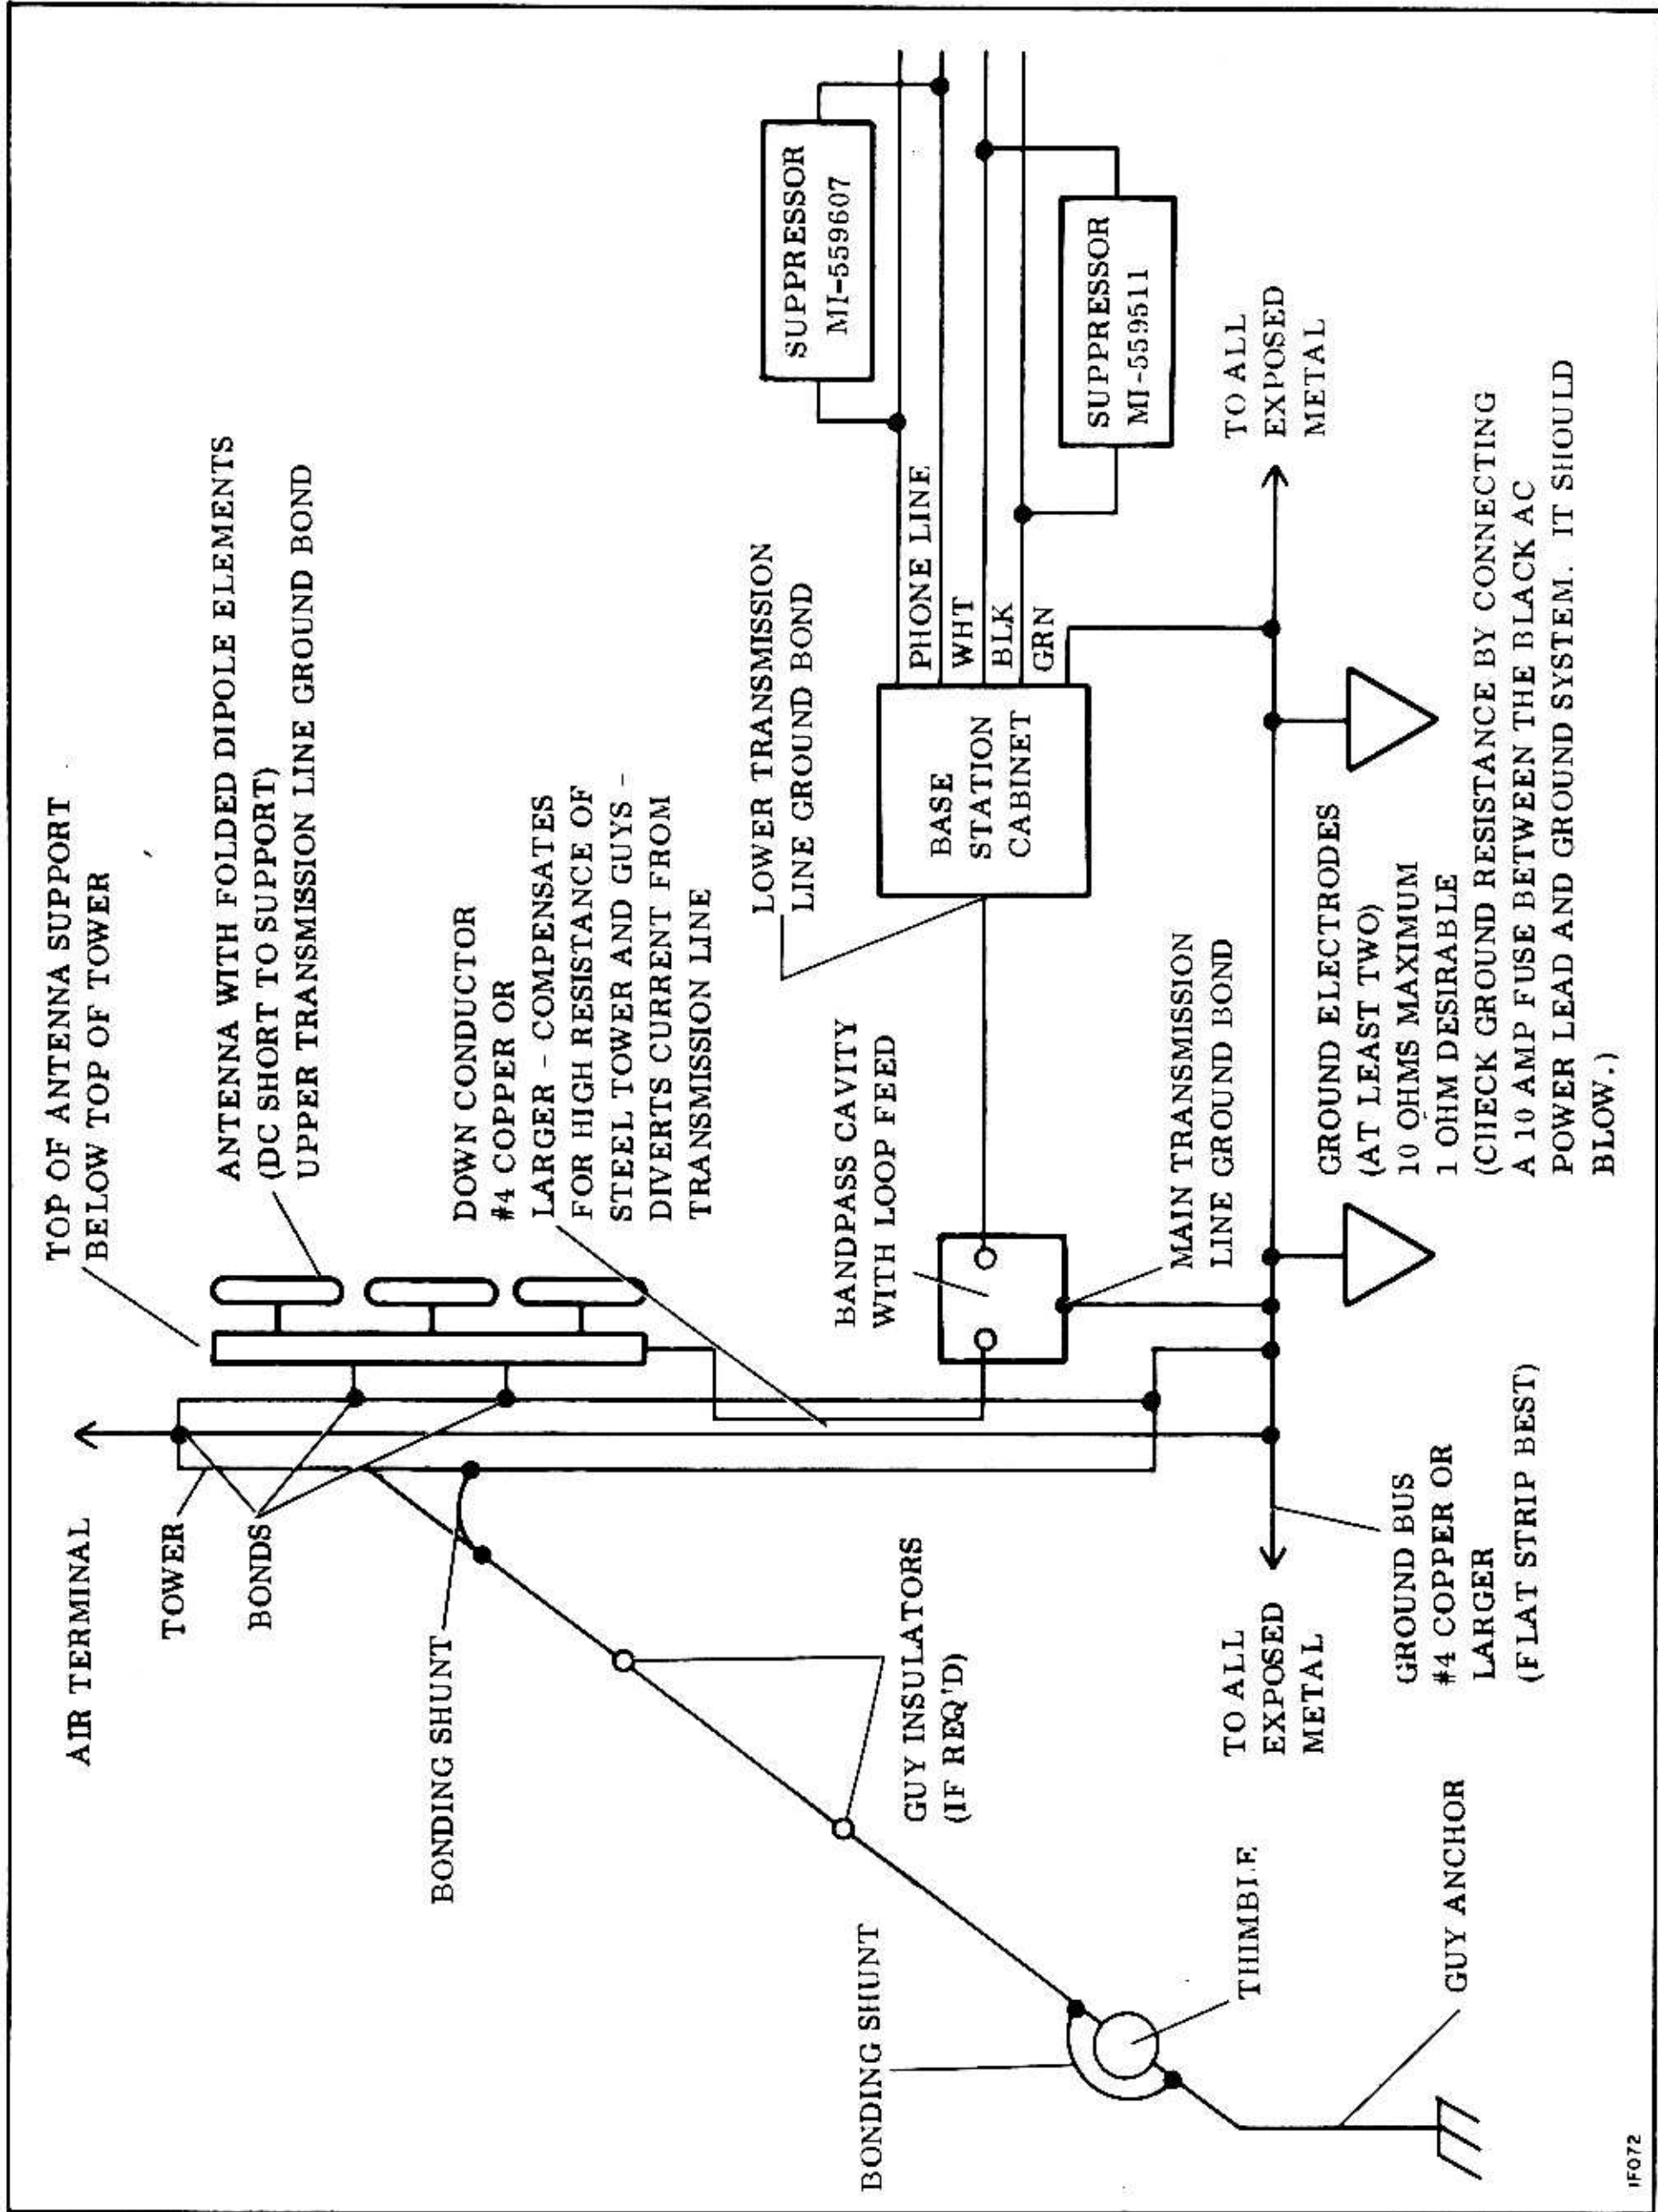 TOP OF ANTENNA SUPPORT
BELOW TOP OF TOWER
AIR TERMINAL
ANTENNA WITH FOLDED DIPOLE ELEMENTS
(DC SHORT TO SUPPORT)
UPPER TRANSMISSION LINE GROUND BOND
TOWER
BONDS
BONDING SHUNT
DOWN CONDUCTOR
#4 COPPER OR
LARGER - COMPENSATES
FOR HIGH RESISTANCE OF
STEEL TOWER AND GUYS -
DIVERTS CURRENT FROM
TRANSMISSION LINE
SUPPRESSOR
MI-559607
LOWER TRANSMISSION
LINE GROUND BOND
PHONE LINE
WHT
BLK
GRN
BASE
STATION
CABINET
SUPPRESSOR
MI-559511
BANDPASS CAVITY
WITH LOOP FEED
GUY INSULATORS
(IF REQ'D)
BONDING SHUNT
THIMBLE
GUY ANCHOR
MAIN TRANSMISSION
LINE GROUND BOND
TO ALL
EXPOSED
METAL
TO ALL
EXPOSED
METAL
GROUND BUS
#4 COPPER OR
LARGER
(FLAT STRIP BEST)
GROUND ELECTRODES
(AT LEAST TWO)
10 OHMS MAXIMUM
1 OHM DESIRABLE
(CHECK GROUND RESISTANCE BY CONNECTING
A 10 AMP FUSE BETWEEN THE BLACK AC
POWER LEAD AND GROUND SYSTEM. IT SHOULD
BLOW.)
1F072